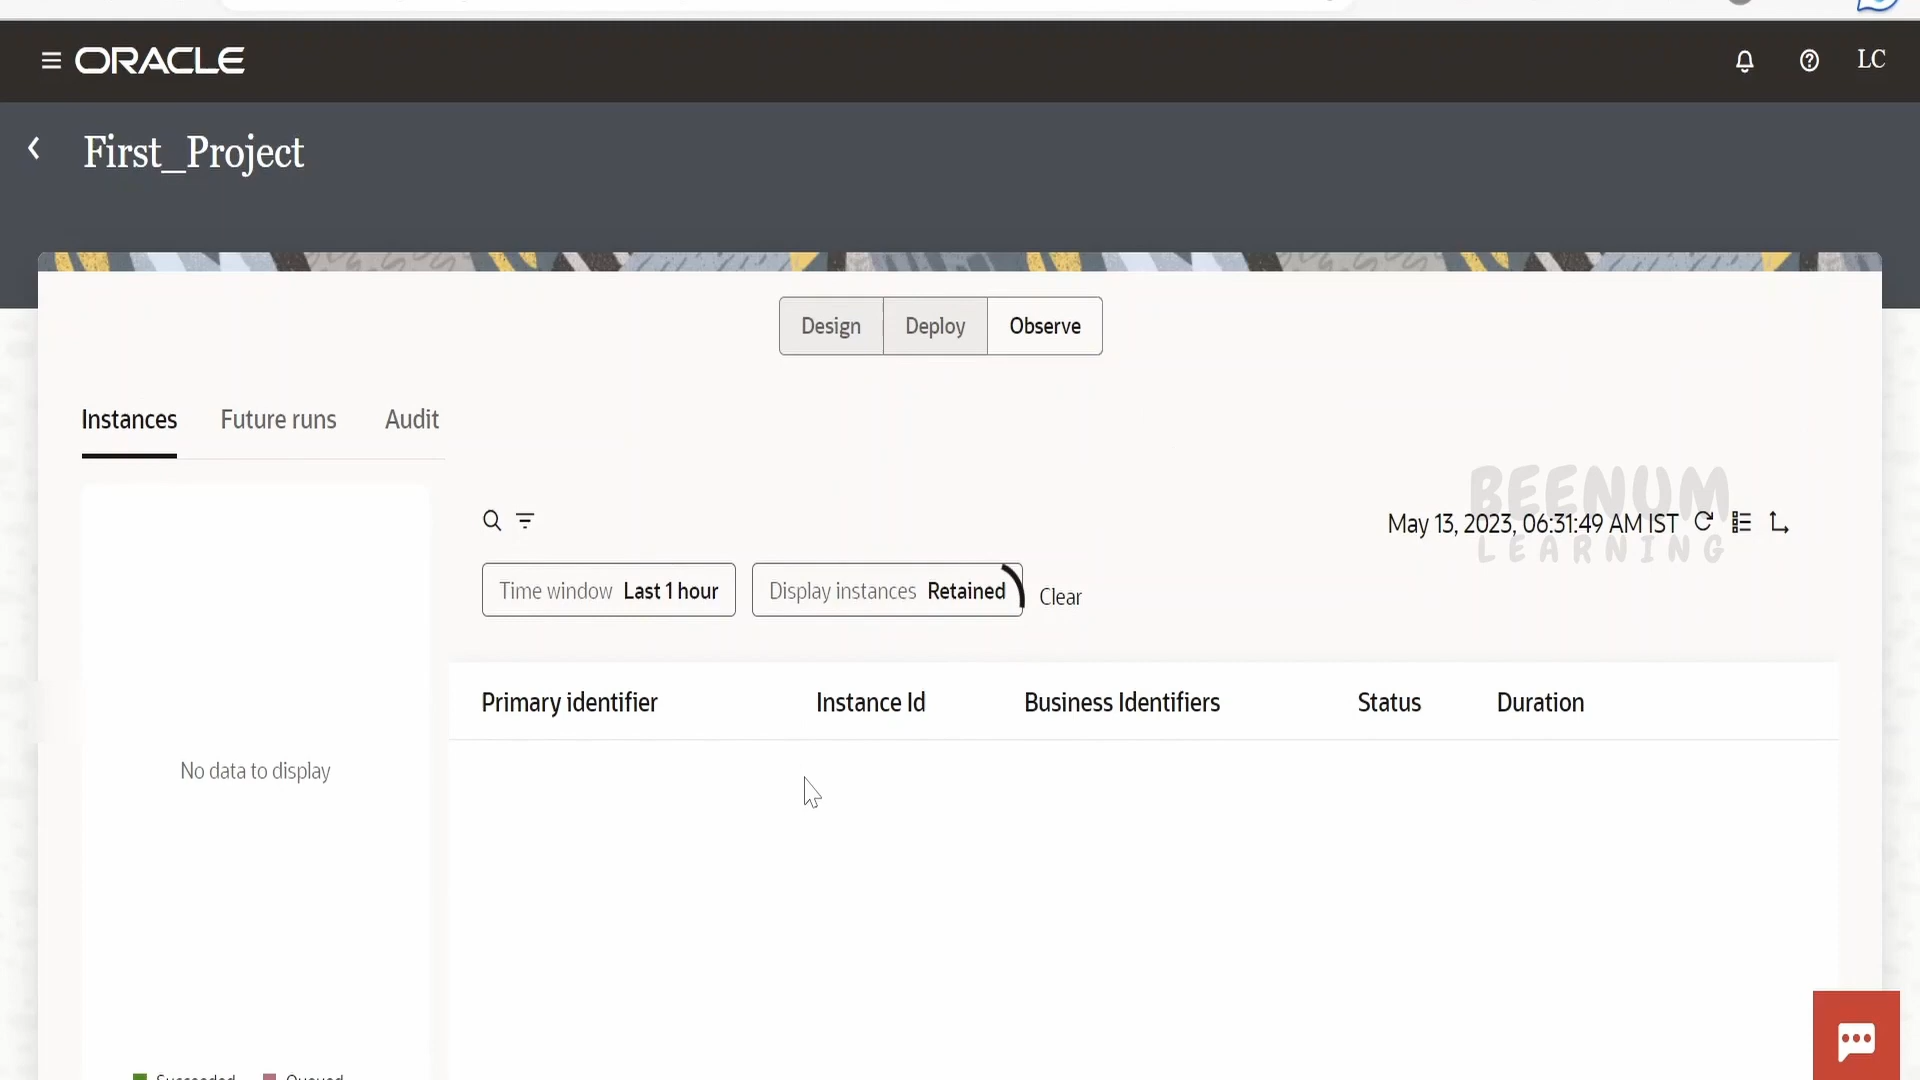 ORACLE
LC
First_Project
Design Deploy Observe
Instances Future runs Audit
BEENUM
LEARNING
May 13, 2023, 06:31:49 AM IST
Time window Last 1 hour Display instances Retained Clear
Primary identifier Instance Id Business Identifiers Status Duration
No data to display
Succeeded Queued